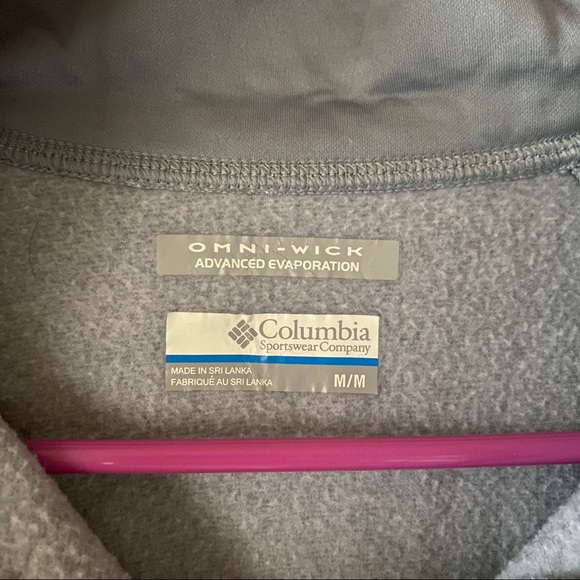 OMNI-WICK
ADVANCED EVAPORATION
Columbia
Sportswear Company
MADE IN SRI LANKA
FABRIQUÉ AU SRI LANKA
M/M